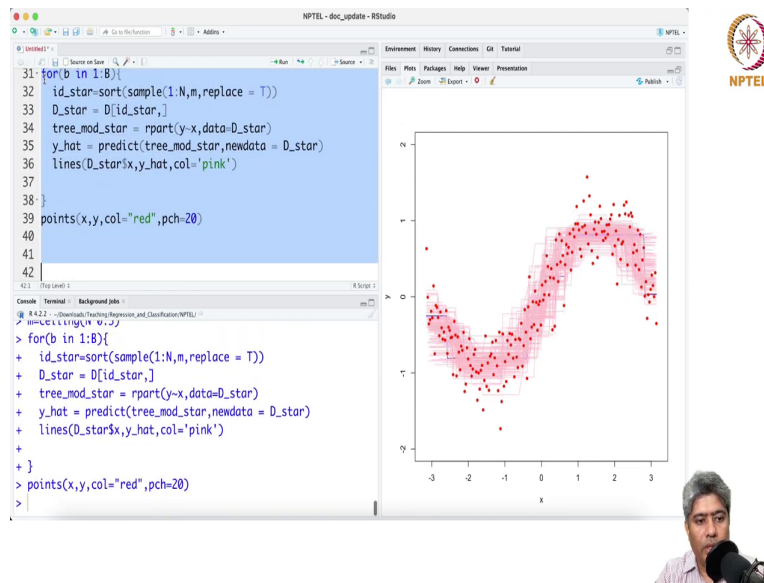 NPTEL - doc_update - RStudio
Go to file/function
Addins
NPTEL
Untitled1*
Source on Save
Run
Source
31 for(b in 1:B){
32 id_star=sort(sample(1:N,m,replace = T))
33 D_star = D[id_star,]
34 tree_mod_star = rpart(y~x,data=D_star)
35 y_hat = predict(tree_mod_star,newdata = D_star)
36 lines(D_star$x,y_hat,col='pink')
37
38 }
39 points(x,y,col="red",pch=20)
40
41
42
42:1 (Top Level) R Script
Console Terminal Background Jobs
R 4.2.2 · ~/Downloads/Teaching/Regression_and_Classification/NPTEL/
> for(b in 1:B){
+ id_star=sort(sample(1:N,m,replace = T))
+ D_star = D[id_star,]
+ tree_mod_star = rpart(y~x,data=D_star)
+ y_hat = predict(tree_mod_star,newdata = D_star)
+ lines(D_star$x,y_hat,col='pink')
+
+ }
> points(x,y,col="red",pch=20)
>
Environment History Connections Git Tutorial
Files Plots Packages Help Viewer Presentation
Zoom Export Publish
2
1
0
-1
-2
y
-3 -2 -1 0 1 2 3
x
NPTEL